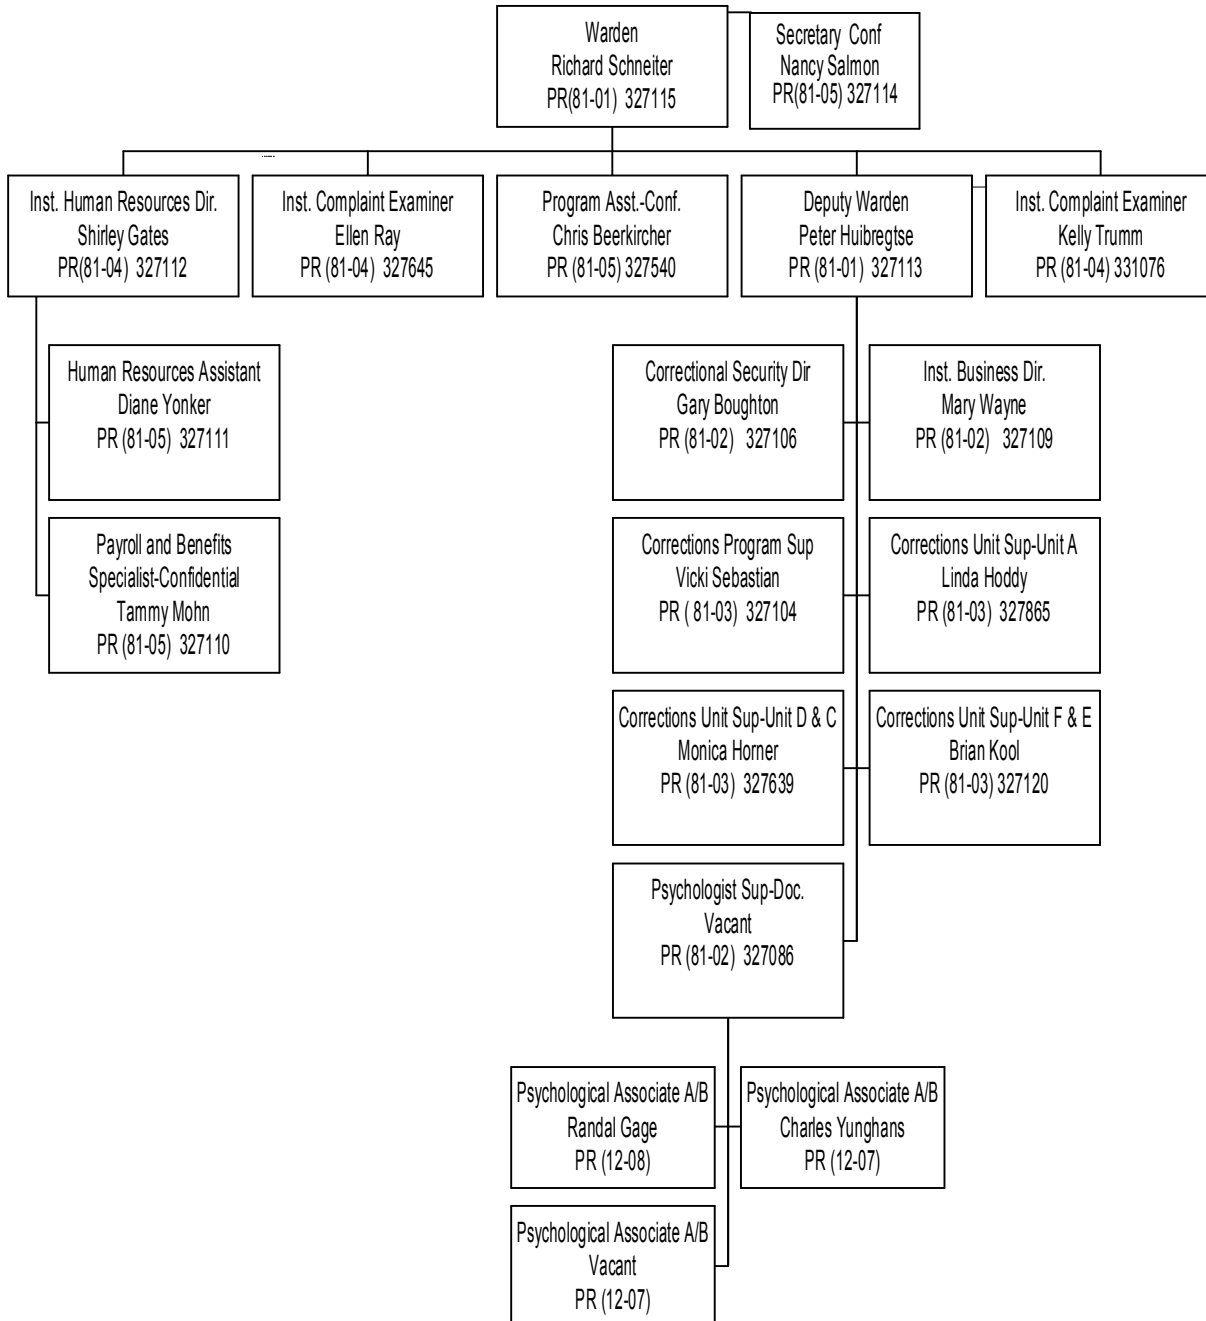 Warden
Richard Schneiter
PR(81-01) 327115
Secretary Conf
Nancy Salmon
PR(81-05) 327114
Inst. Human Resources Dir.
Shirley Gates
PR(81-04) 327112
Inst. Complaint Examiner
Ellen Ray
PR (81-04) 327645
Program Asst.-Conf.
Chris Beerkircher
PR (81-05) 327540
Deputy Warden
Peter Huibregtse
PR (81-01) 327113
Inst. Complaint Examiner
Kelly Trumm
PR (81-04) 331076
Human Resources Assistant
Diane Yonker
PR (81-05) 327111
Correctional Security Dir
Gary Boughton
PR (81-02) 327106
Inst. Business Dir.
Mary Wayne
PR (81-02) 327109
Payroll and Benefits
Specialist-Confidential
Tammy Mohn
PR (81-05) 327110
Corrections Program Sup
Vicki Sebastian
PR ( 81-03) 327104
Corrections Unit Sup-Unit A
Linda Hoddy
PR (81-03) 327865
Corrections Unit Sup-Unit D & C
Monica Horner
PR (81-03) 327639
Corrections Unit Sup-Unit F & E
Brian Kool
PR (81-03) 327120
Psychologist Sup-Doc.
Vacant
PR (81-02) 327086
Psychological Associate A/B
Randal Gage
PR (12-08)
Psychological Associate A/B
Charles Yunghans
PR (12-07)
Psychological Associate A/B
Vacant
PR (12-07)